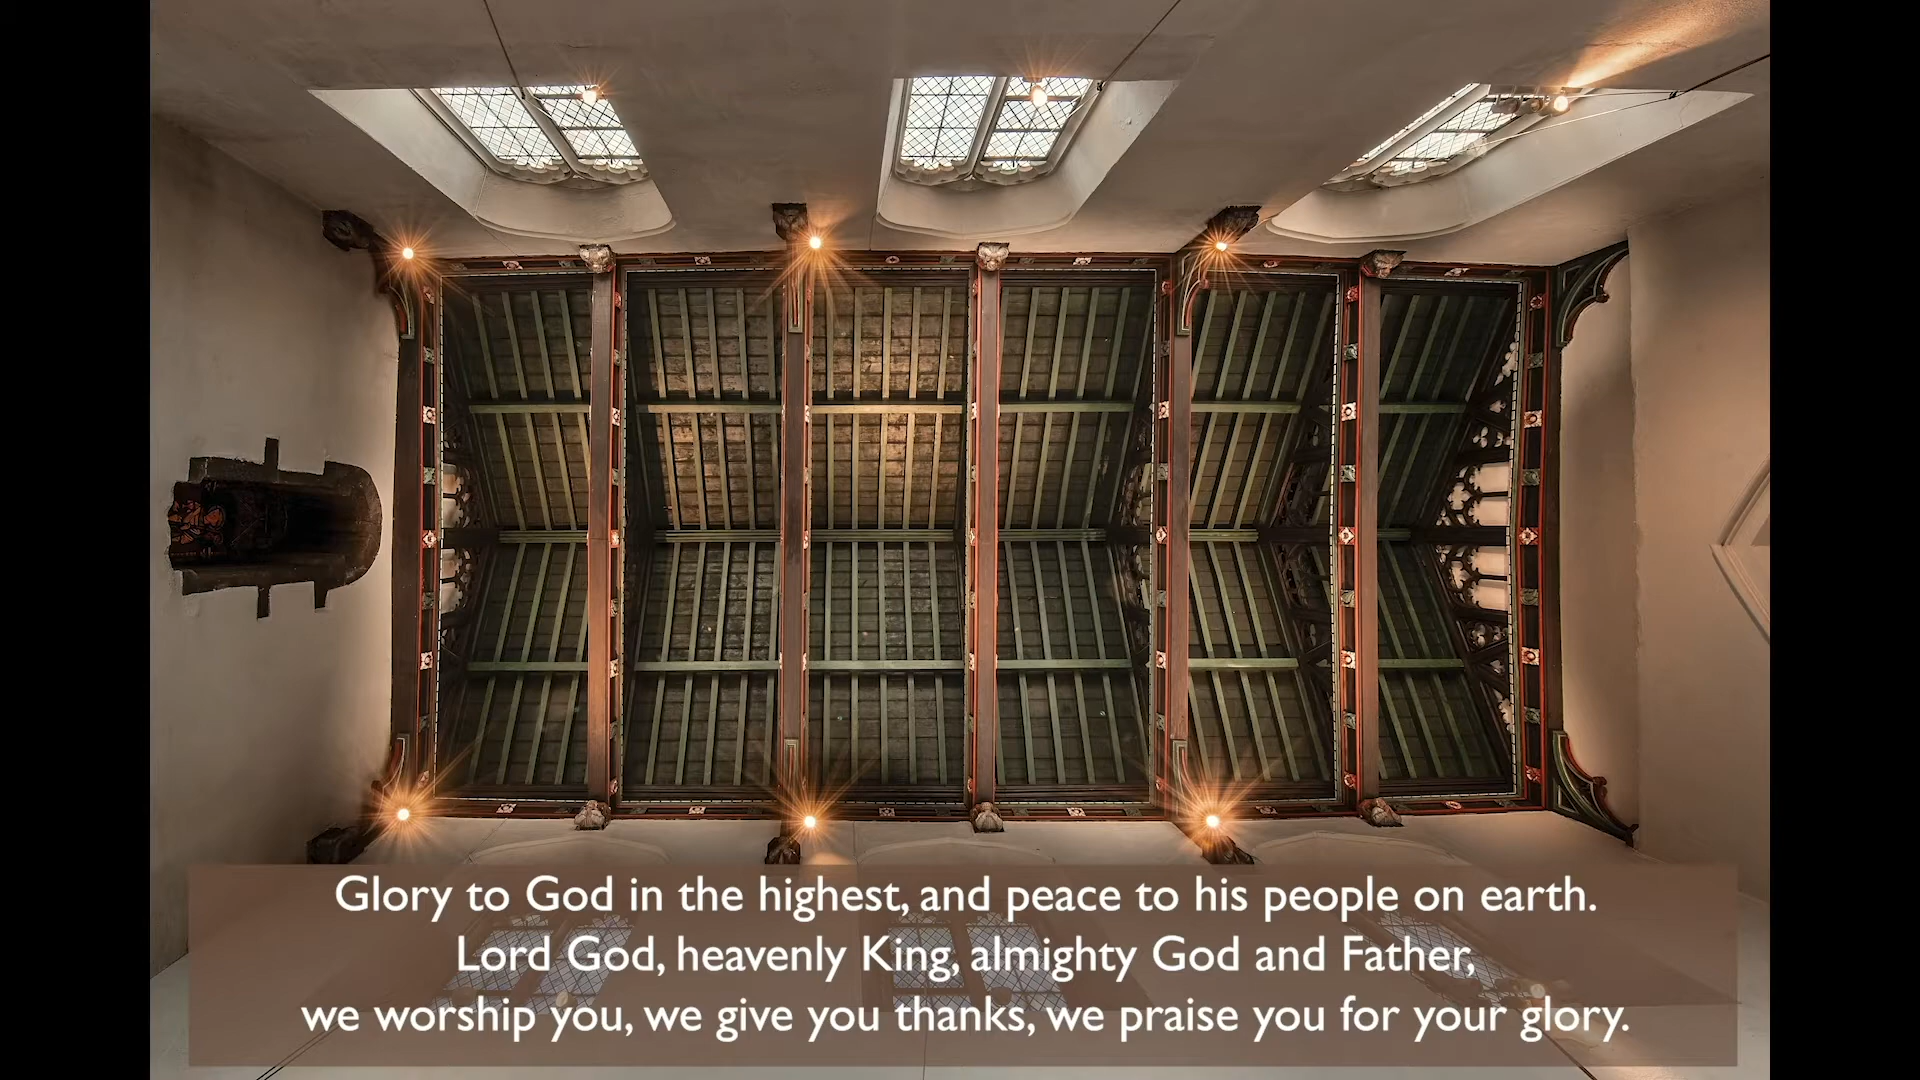 Glory to God in the highest, and peace to his people on earth.
Lord God, heavenly King, almighty God and Father,
we worship you, we give you thanks, we praise you for your glory.